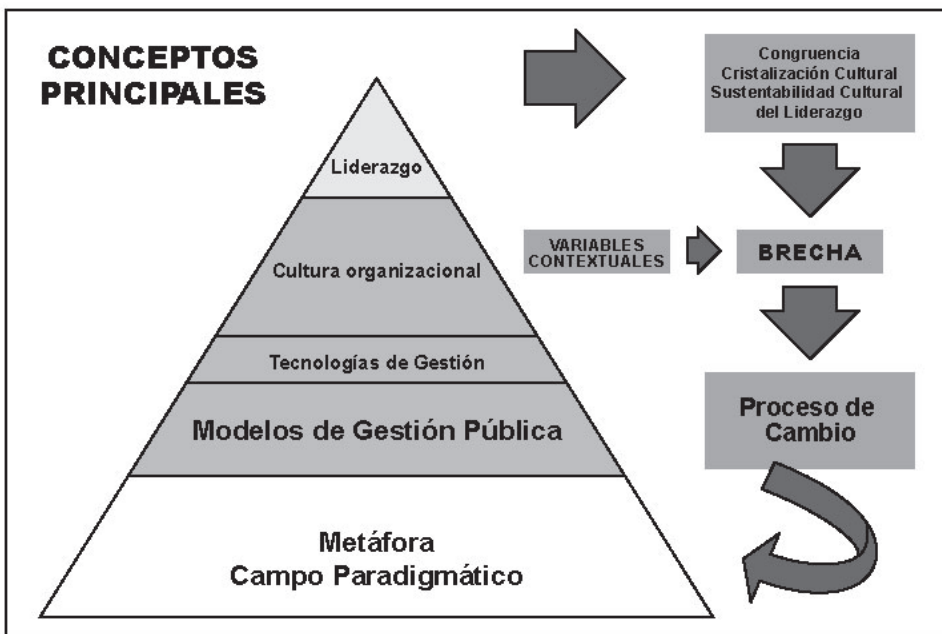 CONCEPTOS
PRINCIPALES
Liderazgo
Cultura organizacional
Tecnologías de Gestión
Modelos de Gestión Pública
Metáfora
Campo Paradigmático
Congruencia
Cristalización Cultural
Sustentabilidad Cultural
del Liderazgo
VARIABLES
CONTEXTUALES
BRECHA
Proceso de
Cambio